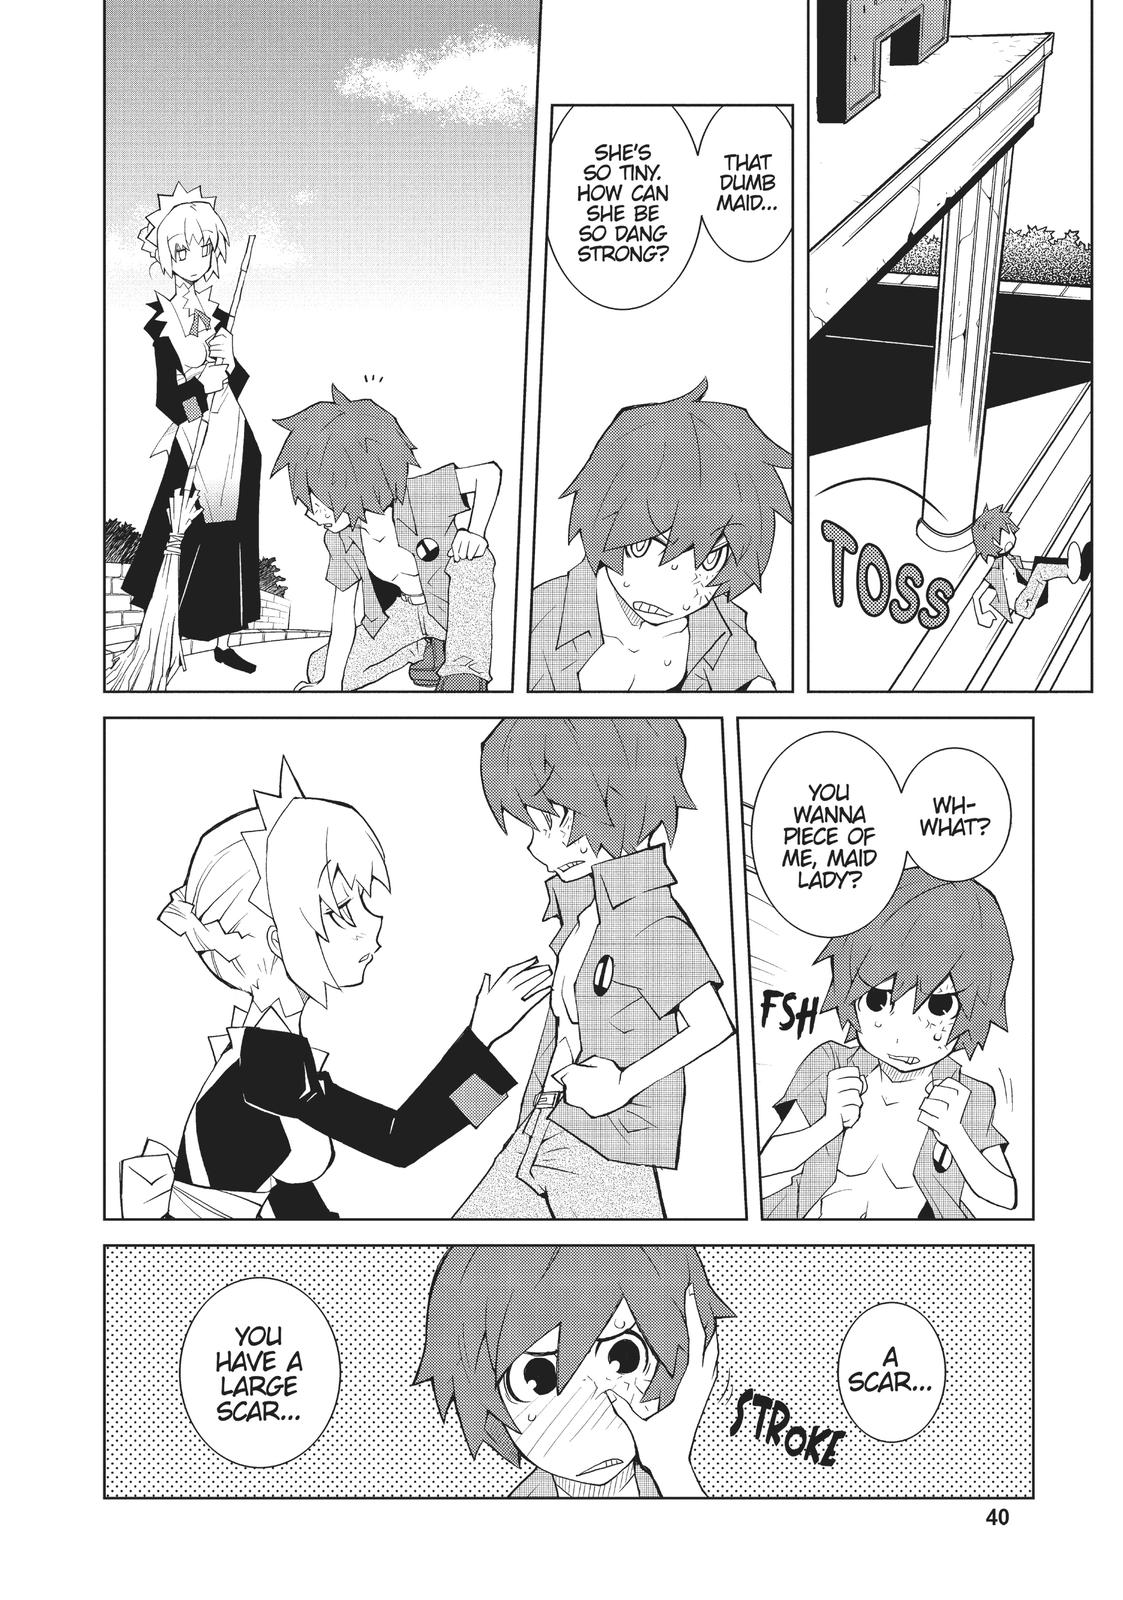 TOSS
THAT
DUMB
MAID...
SHE'S
SO TINY.
HOW CAN
SHE BE
SO DANG
STRONG?
WH-
WHAT?
YOU
WANNA
PIECE OF
ME, MAID
LADY?
FSH
A
SCAR...
STROKE
YOU
HAVE A
LARGE
SCAR...
40